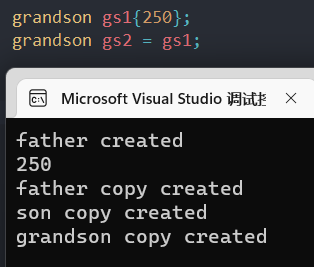 grandson gs1{250};
grandson gs2 = gs1;
Microsoft Visual Studio 调试
father created
250
father copy created
son copy created
grandson copy created